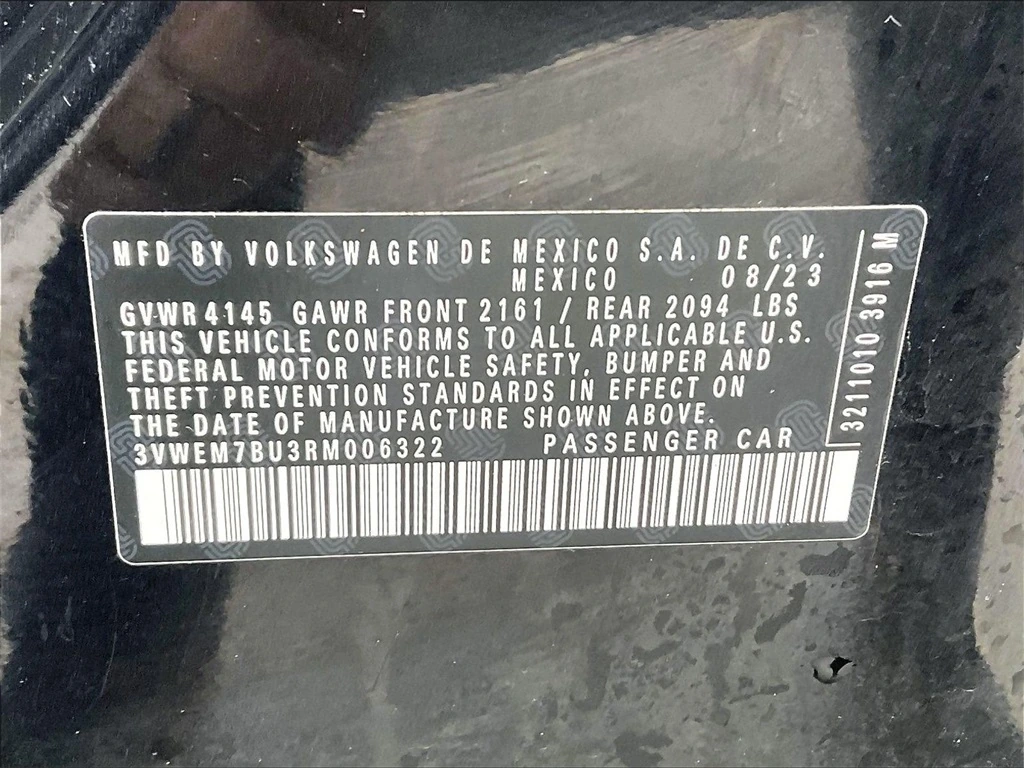 MFD BY VOLKSWAGEN DE MEXICO S.A. DE C.V.
MEXICO 08/23
GVWR 4145 GAWR FRONT 2161 / REAR 2094 LBS
THIS VEHICLE CONFORMS TO ALL APPLICABLE U.S.
FEDERAL MOTOR VEHICLE SAFETY, BUMPER AND
THEFT PREVENTION STANDARDS IN EFFECT ON
THE DATE OF MANUFACTURE SHOWN ABOVE.
3VWEM7BU3RM006322 PASSENGER CAR
3211010 3916 M